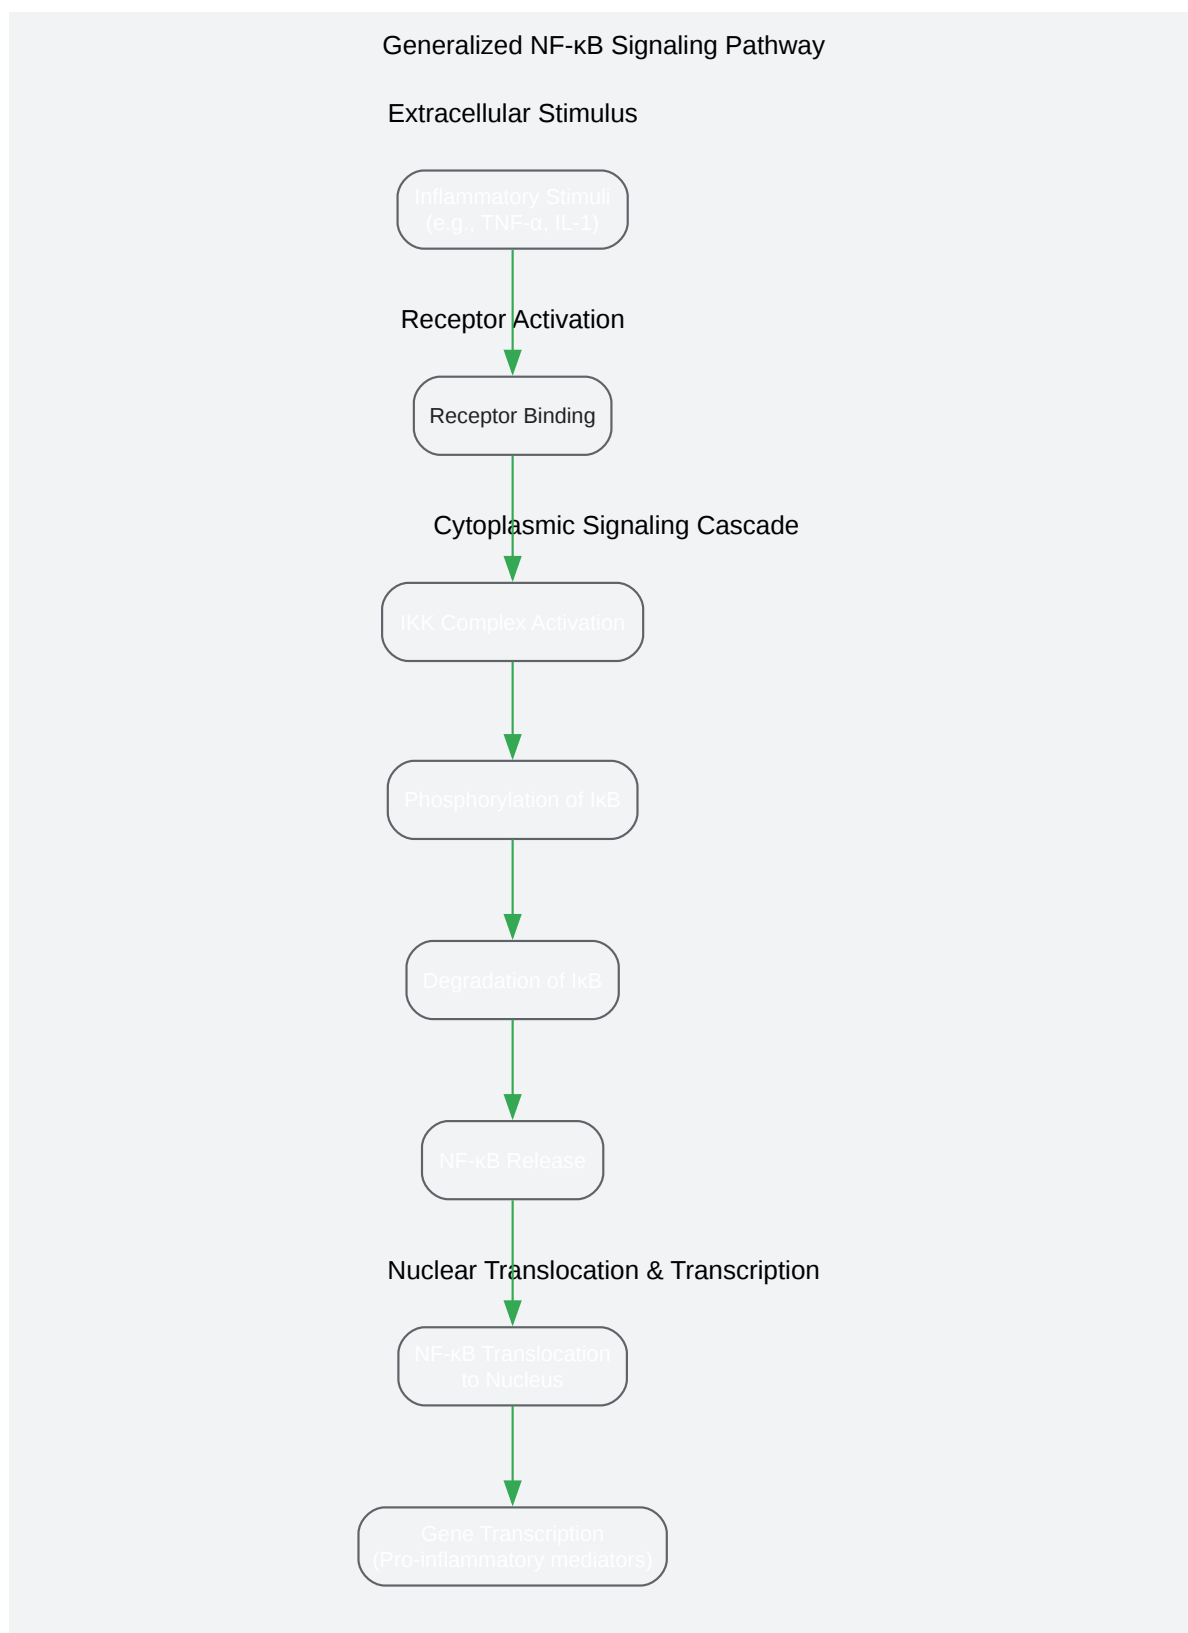 Generalized NF-κB Signaling Pathway
Extracellular Stimulus
Inflammatory Stimuli
(e.g., TNF-α, IL-1)
Receptor Activation
Receptor Binding
Cytoplasmic Signaling Cascade
IKK Complex Activation
Phosphorylation of IκB
Degradation of IκB
NF-κB Release
Nuclear Translocation & Transcription
NF-κB Translocation
to Nucleus
Gene Transcription
(Pro-inflammatory mediators)